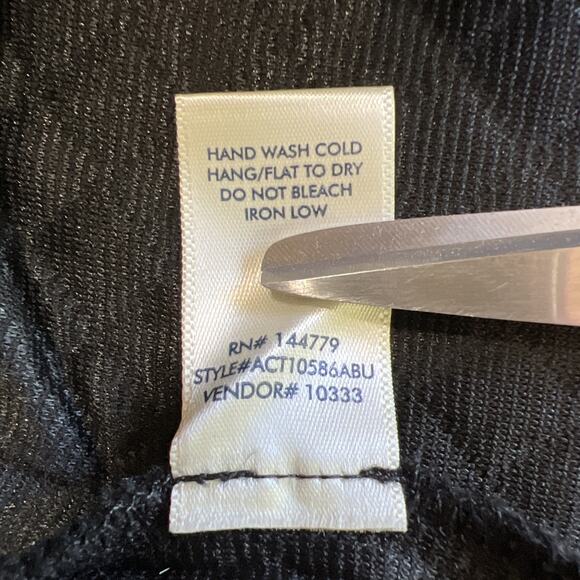 HAND WASH COLD
HANG/FLAT TO DRY
DO NOT BLEACH
IRON LOW
RN# 144779
STYLE#ACT10586ABU
VENDOR# 10333